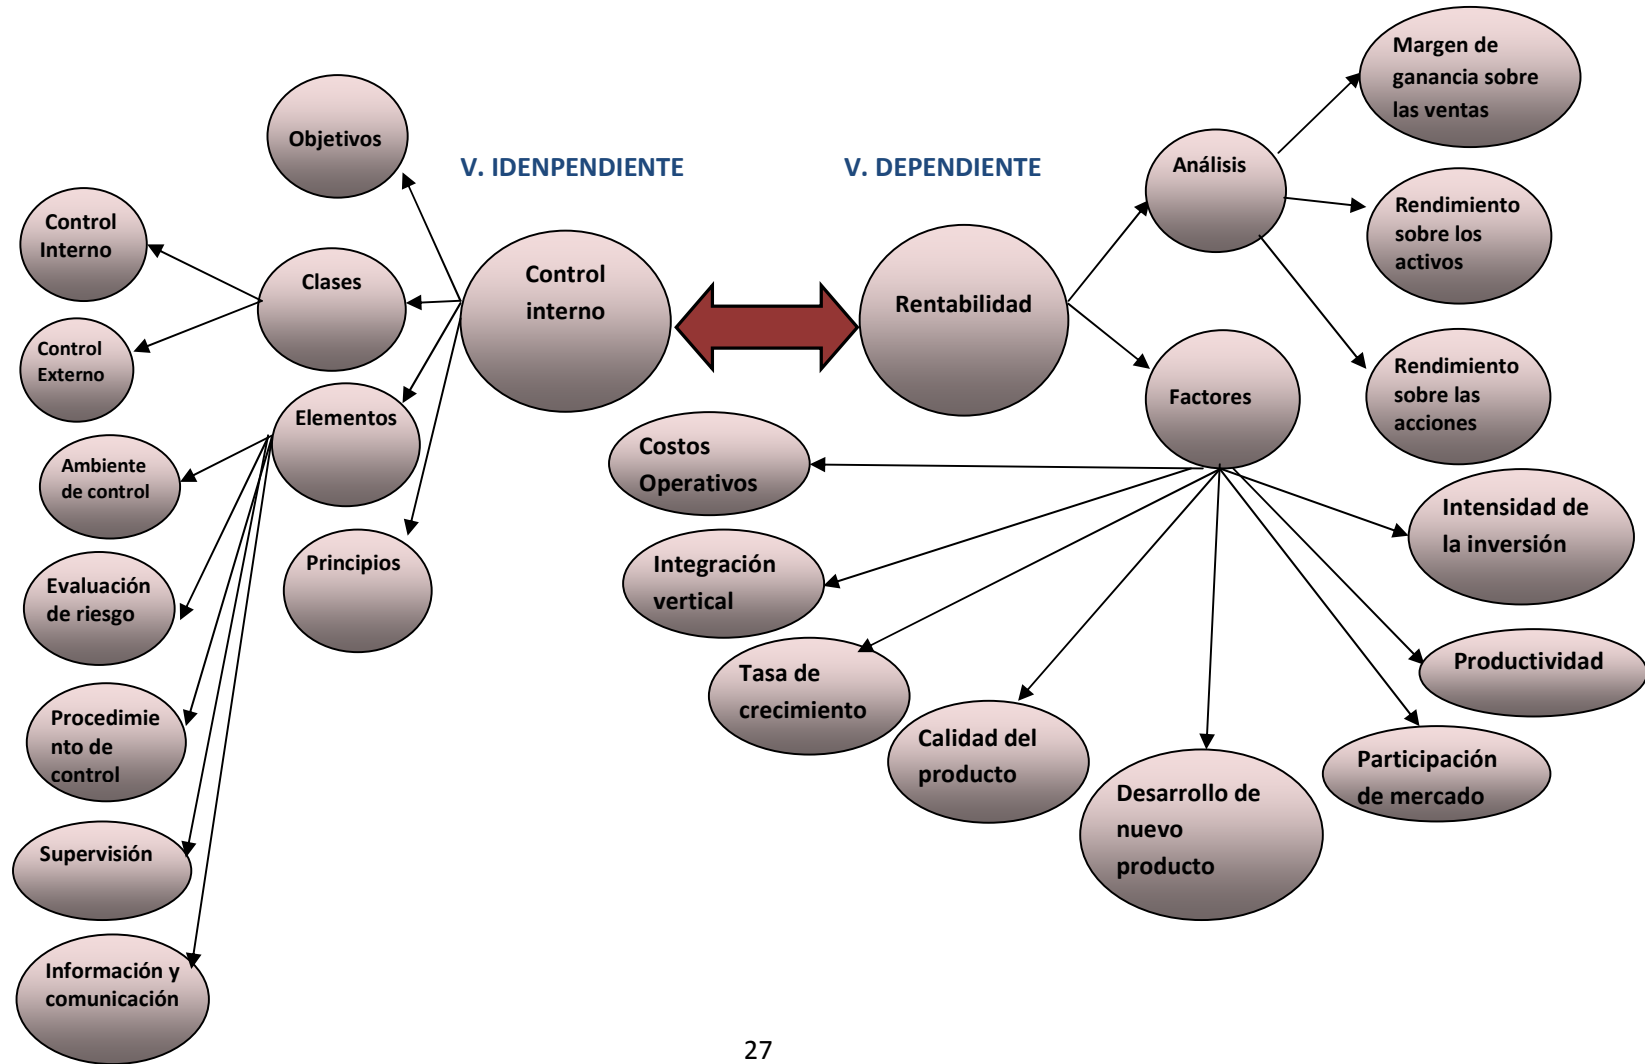 Margen de
ganancia sobre
las ventas
Objetivos
V. IDENPENDIENTE
V. DEPENDIENTE
Análisis
Control
Interno
Rendimiento
sobre los
activos
Clases
Control
interno
Rentabilidad
Control
Externo
Rendimiento
sobre las
acciones
Elementos
Factores
Costos
Operativos
Ambiente
de control
Intensidad de
la inversión
Principios
Integración
vertical
Evaluación
de riesgo
Productividad
Tasa de
crecimiento
Procedimie
nto de
control
Calidad del
producto
Participación
de mercado
Desarrollo de
nuevo
producto
Supervisión
Información y
comunicación
27